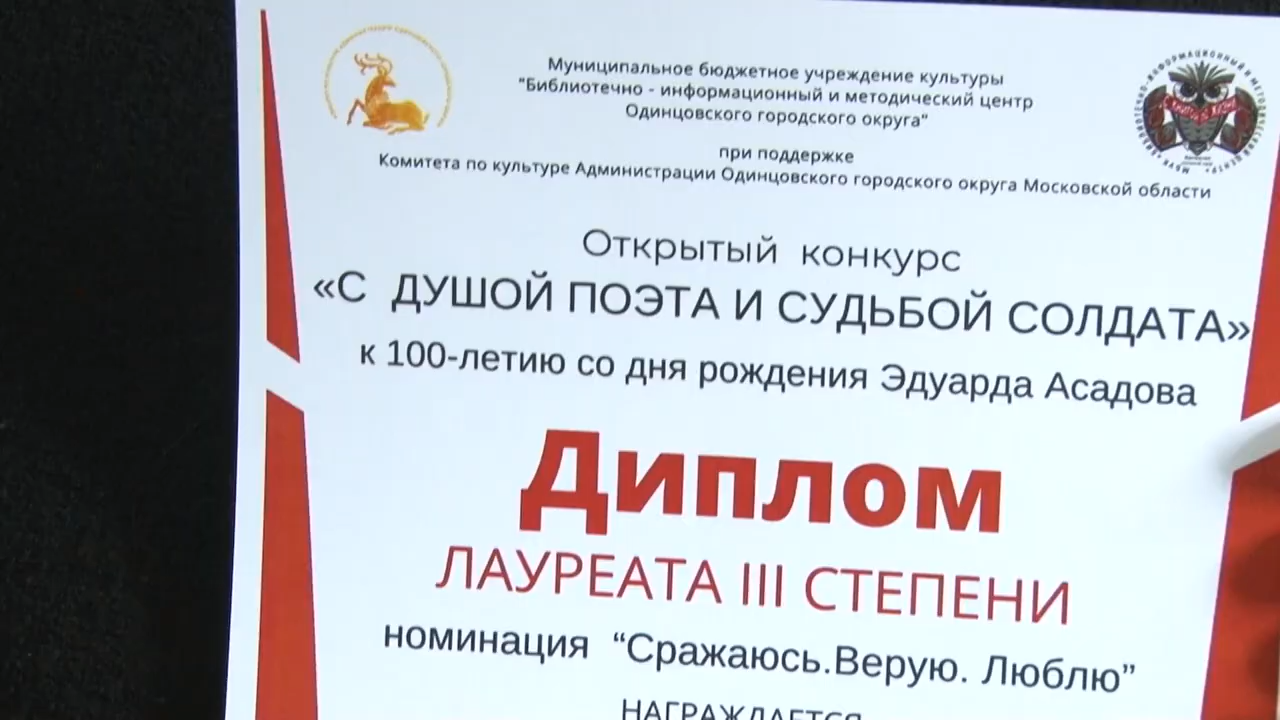 Муниципальное бюджетное учреждение культуры
"Библиотечно - информационный и методический центр
Одинцовского городского округа"
при поддержке
Комитета по культуре Администрации Одинцовского городского округа Московской области
Открытый конкурс
«С ДУШОЙ ПОЭТА И СУДЬБОЙ СОЛДАТА»
к 100-летию со дня рождения Эдуарда Асадова
Диплом
ЛАУРЕАТА III СТЕПЕНИ
номинация “Сражаюсь.Верую. Люблю”
НАГРАЖДАЕТСЯ